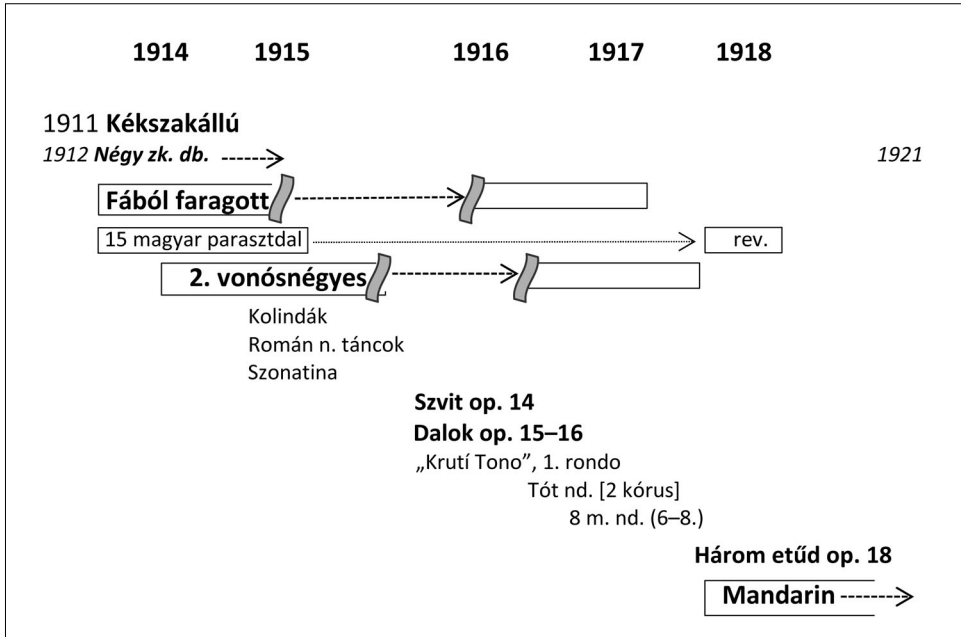 1914 1915 1916 1917 1918
1911 Kékszakállú
1912 Négy zk. db. 1921
Fából faragott
15 magyar parasztdal rev.
2. vonósnégyes
Kolindák
Román n. táncok
Szonatina
Szvit op. 14
Dalok op. 15–16
„Krutí Tono”, 1. rondo
Tót nd. [2 kórus]
8 m. nd. (6–8.)
Három etűd op. 18
Mandarin